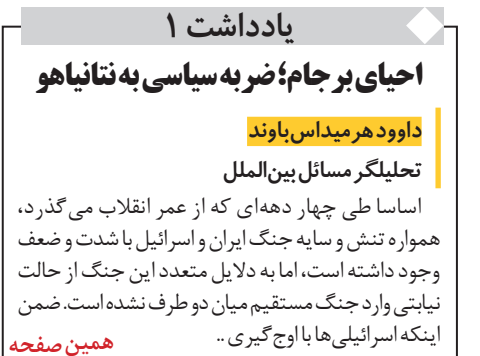 یادداشت ۱
احیای برجام؛ ضربه سیاسی به نتانیاهو
داوود هرمیداس‌باوند
تحلیلگر مسائل بین‌الملل
اساسا طی چهار دهه‌ای که از عمر انقلاب می‌گذرد،
همواره تنش و سایه جنگ ایران و اسرائیل با شدت و ضعف
وجود داشته است، اما به دلایل متعدد این جنگ از حالت
نیابتی وارد جنگ مستقیم میان دو طرف نشده است. ضمن
اینکه اسرائیلی‌ها با اوج گیری ..
همین صفحه